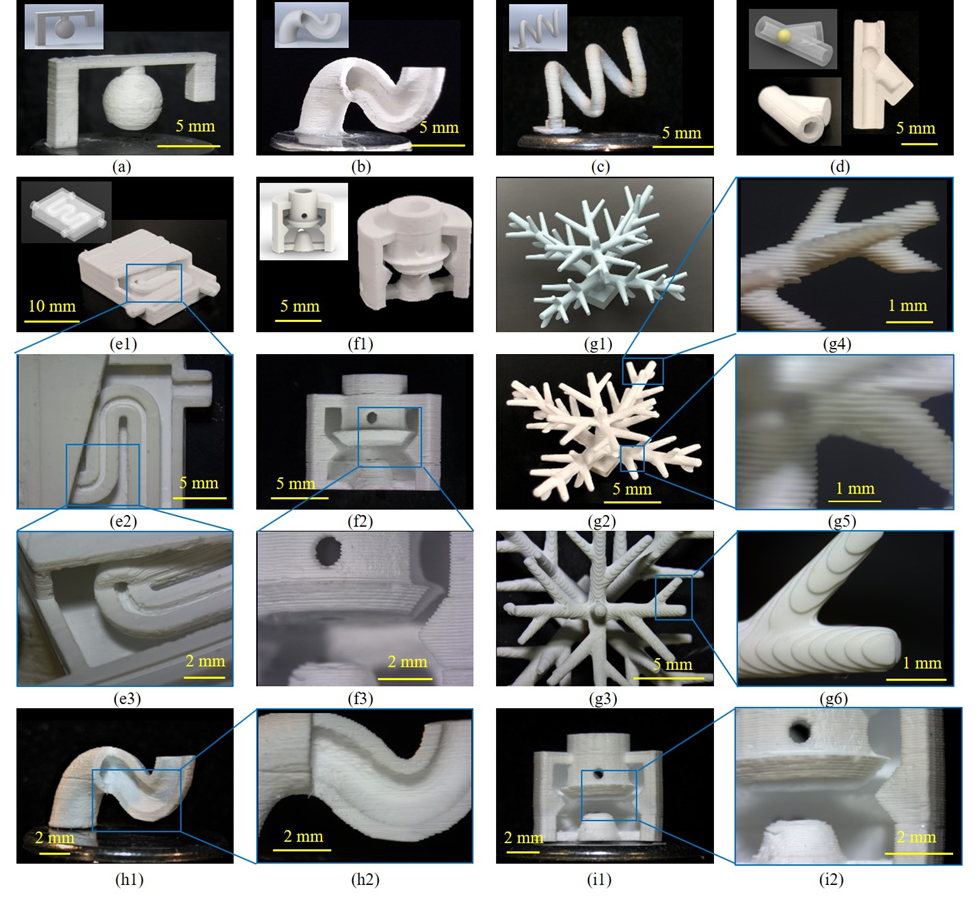 5 mm
5 mm
5 mm
5 mm
(a)
(b)
(c)
(d)
10 mm
5 mm
1 mm
(e1)
(f1)
(g1)
(g4)
5 mm
5 mm
5 mm
1 mm
(e2)
(f2)
(g2)
(g5)
2 mm
2 mm
5 mm
1 mm
(e3)
(f3)
(g3)
(g6)
2 mm
2 mm
2 mm
2 mm
(h1)
(h2)
(i1)
(i2)